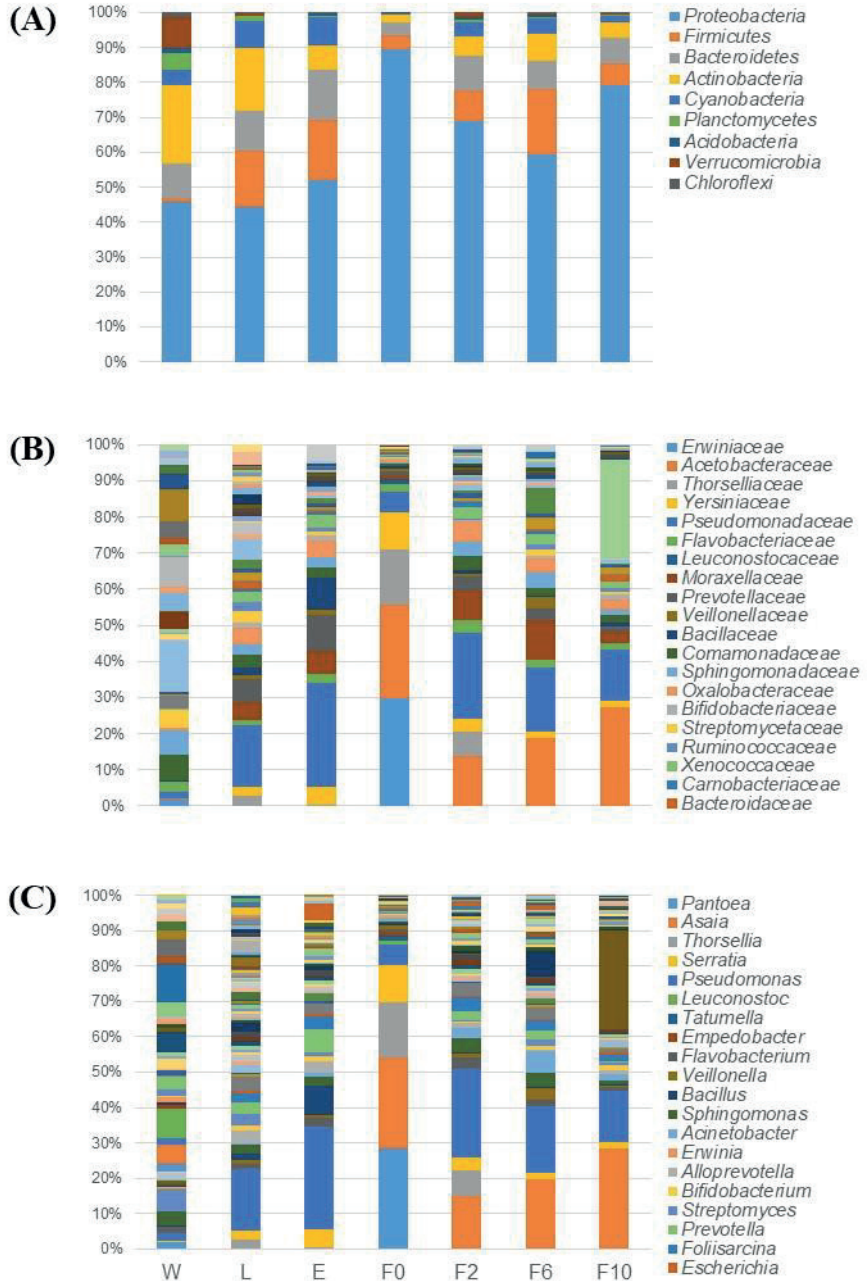 (A)
100%
90%
80%
70%
60%
50%
40%
30%
20%
10%
0%
Proteobacteria
Firmicutes
Bacteroidetes
Actinobacteria
Cyanobacteria
Planctomycetes
Acidobacteria
Verrucomicrobia
Chloroflexi
(B)
100%
90%
80%
70%
60%
50%
40%
30%
20%
10%
0%
Erwiniaceae
Acetobacteraceae
Thorselliaceae
Yersiniaceae
Pseudomonadaceae
Flavobacteriaceae
Leuconostocaceae
Moraxellaceae
Prevotellaceae
Veillonellaceae
Bacillaceae
Comamonadaceae
Sphingomonadaceae
Oxalobacteraceae
Bifidobacteriaceae
Streptomycetaceae
Ruminococcaceae
Xenococcaceae
Carnobacteriaceae
Bacteroidaceae
(C)
100%
90%
80%
70%
60%
50%
40%
30%
20%
10%
0%
W L E F0 F2 F6 F10
Pantoea
Asaia
Thorsellia
Serratia
Pseudomonas
Leuconostoc
Tatumella
Empedobacter
Flavobacterium
Veillonella
Bacillus
Sphingomonas
Acinetobacter
Erwinia
Alloprevotella
Bifidobacterium
Streptomyces
Prevotella
Foliisarcina
Escherichia